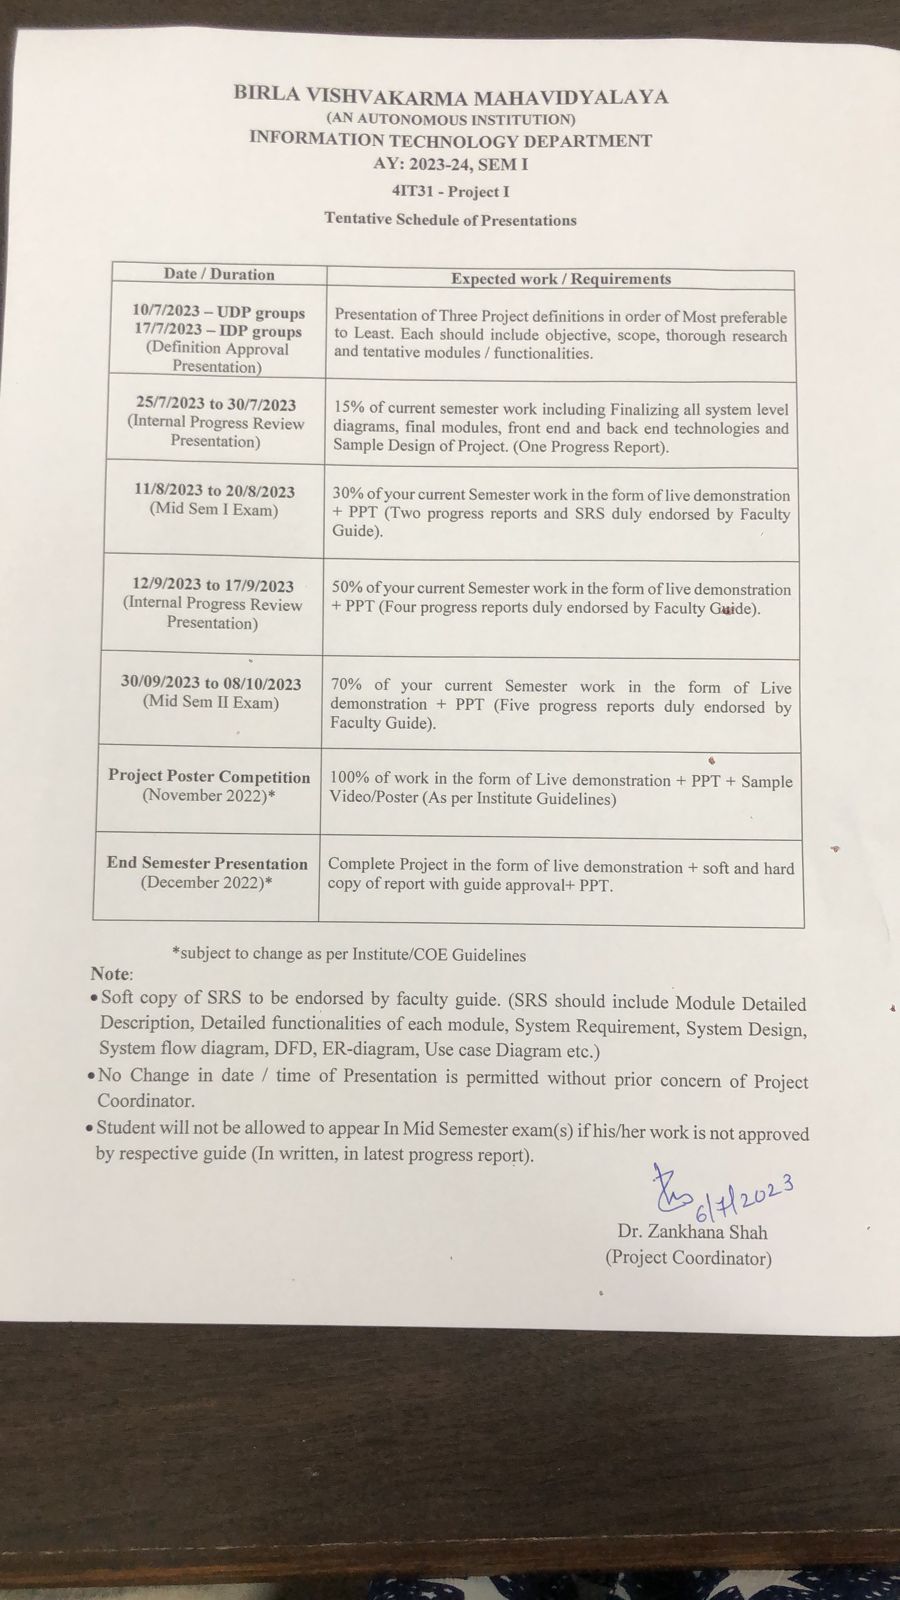 BIRLA VISHVAKARMA MAHAVIDYALAYA
(AN AUTONOMOUS INSTITUTION)
INFORMATION TECHNOLOGY DEPARTMENT
AY: 2023-24, SEM I
4IT31 - Project I
Tentative Schedule of Presentations
Date / Duration
Expected work / Requirements
10/7/2023 – UDP groups
17/7/2023 – IDP groups
(Definition Approval
Presentation)
Presentation of Three Project definitions in order of Most preferable
to Least. Each should include objective, scope, thorough research
and tentative modules / functionalities.
25/7/2023 to 30/7/2023
(Internal Progress Review
Presentation)
15% of current semester work including Finalizing all system level
diagrams, final modules, front end and back end technologies and
Sample Design of Project. (One Progress Report).
11/8/2023 to 20/8/2023
(Mid Sem I Exam)
30% of your current Semester work in the form of live demonstration
+ PPT (Two progress reports and SRS duly endorsed by Faculty
Guide).
12/9/2023 to 17/9/2023
(Internal Progress Review
Presentation)
50% of your current Semester work in the form of live demonstration
+ PPT (Four progress reports duly endorsed by Faculty Guide).
30/09/2023 to 08/10/2023
(Mid Sem II Exam)
70% of your current Semester work in the form of Live
demonstration + PPT (Five progress reports duly endorsed by
Faculty Guide).
Project Poster Competition
(November 2022)*
100% of work in the form of Live demonstration + PPT + Sample
Video/Poster (As per Institute Guidelines)
End Semester Presentation
(December 2022)*
Complete Project in the form of live demonstration + soft and hard
copy of report with guide approval+ PPT.
*subject to change as per Institute/COE Guidelines
Note:
• Soft copy of SRS to be endorsed by faculty guide. (SRS should include Module Detailed
Description, Detailed functionalities of each module, System Requirement, System Design,
System flow diagram, DFD, ER-diagram, Use case Diagram etc.)
• No Change in date / time of Presentation is permitted without prior concern of Project
Coordinator.
• Student will not be allowed to appear In Mid Semester exam(s) if his/her work is not approved
by respective guide (In written, in latest progress report).
6/7/2023
Dr. Zankhana Shah
(Project Coordinator)